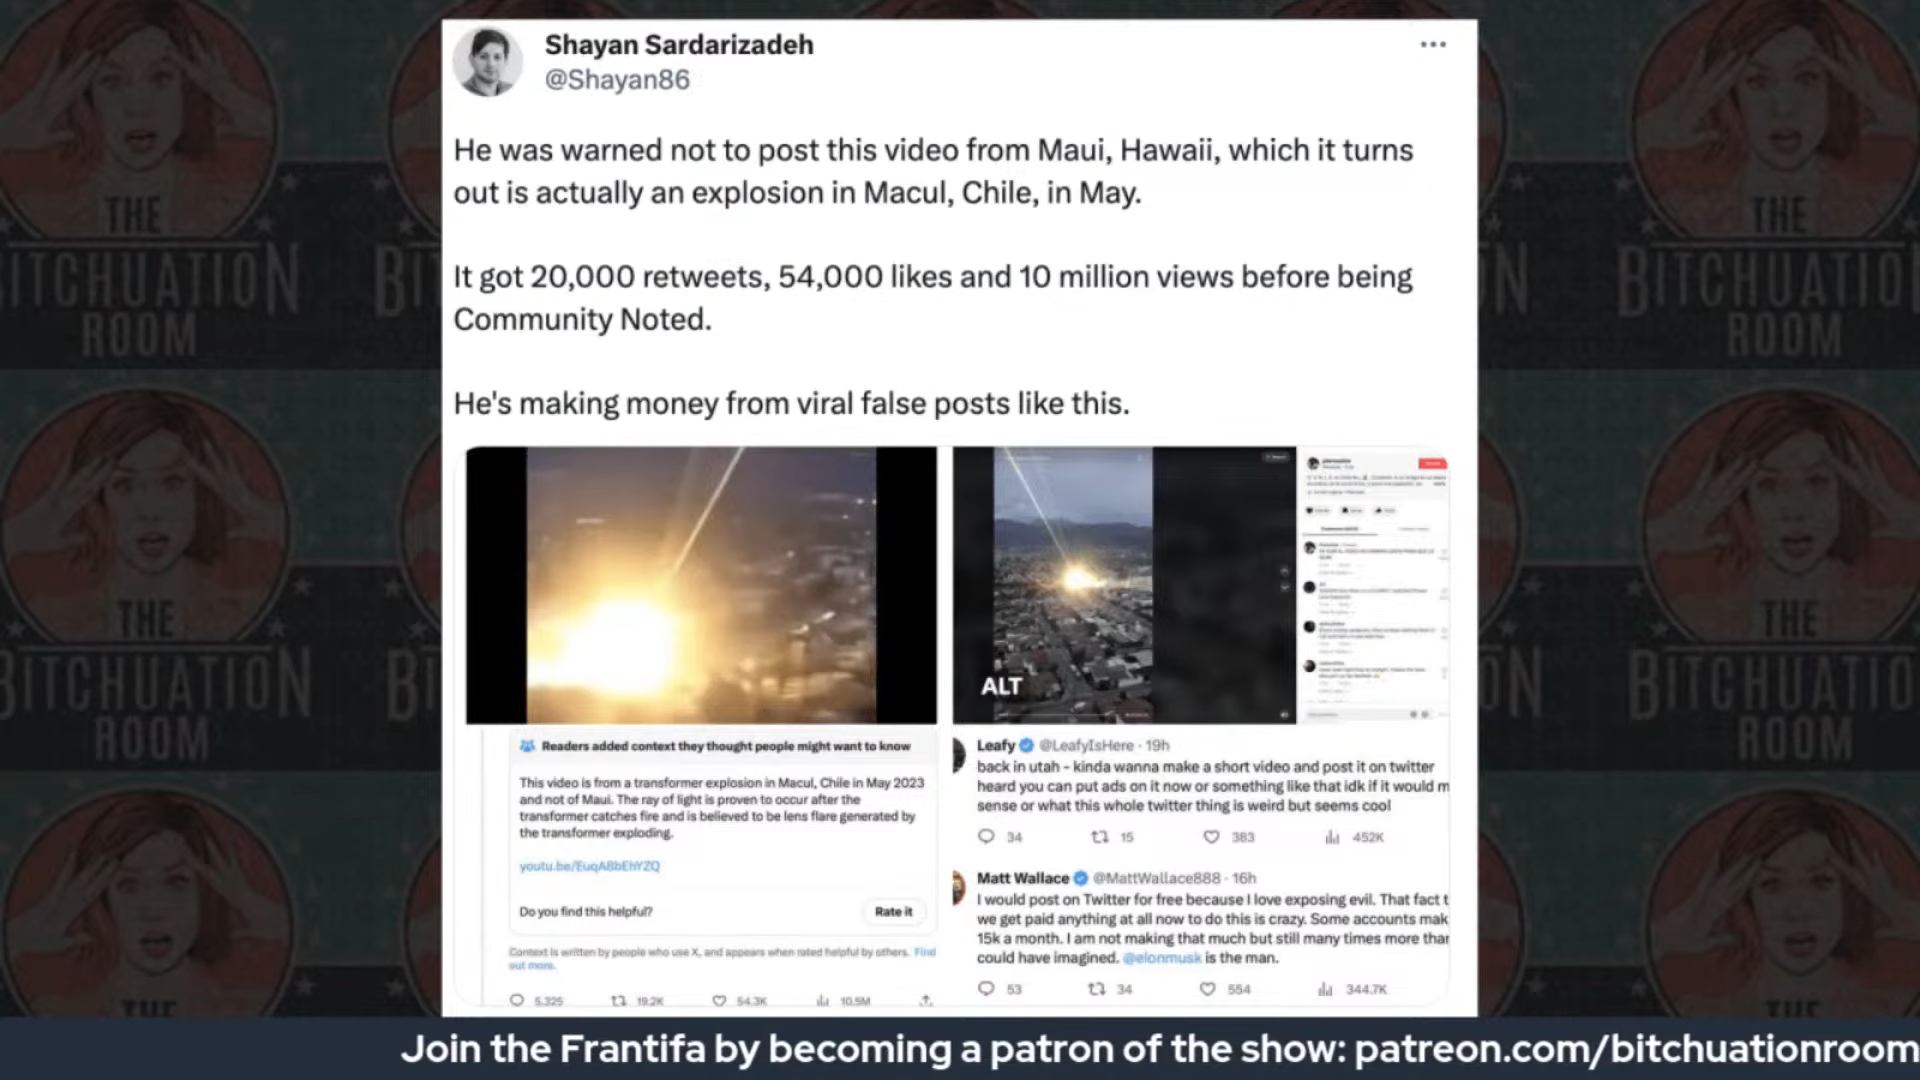 Shayan Sardarizadeh
@Shayan86
He was warned not to post this video from Maui, Hawaii, which it turns
out is actually an explosion in Macul, Chile, in May.
It got 20,000 retweets, 54,000 likes and 10 million views before being
Community Noted.
He's making money from viral false posts like this.
ALT
Readers added context they thought people might want to know
This video is from a transformer explosion in Macul, Chile in May 2023
and not of Maui. The ray of light is proven to occur after the
transformer catches fire and is believed to be lens flare generated by
the transformer exploding.
youtu.be/EuqA8bEhYZQ
Do you find this helpful?
Rate it
Context is written by people who use X, and appears when rated helpful by others. Find
out more.
5,325 19.2K 54.3K 10.5M
Leafy @LeafyIsHere · 19h
back in utah - kinda wanna make a short video and post it on twitter
heard you can put ads on it now or something like that idk if it would m
sense or what this whole twitter thing is weird but seems cool
34 15 383 452K
Matt Wallace @MattWallace888 · 16h
I would post on Twitter for free because I love exposing evil. That fact t
we get paid anything at all now to do this is crazy. Some accounts mak
15k a month. I am not making that much but still many times more than
could have imagined. @elonmusk is the man.
53 34 554 344.7K
THE
BITCHUATION
ROOM
THE
BITCHUATIO
ROOM
THE
BITCHUATION
ROOM
THE
BITCHUATIO
ROOM
THE
THE
Join the Frantifa by becoming a patron of the show: patreon.com/bitchuationroom